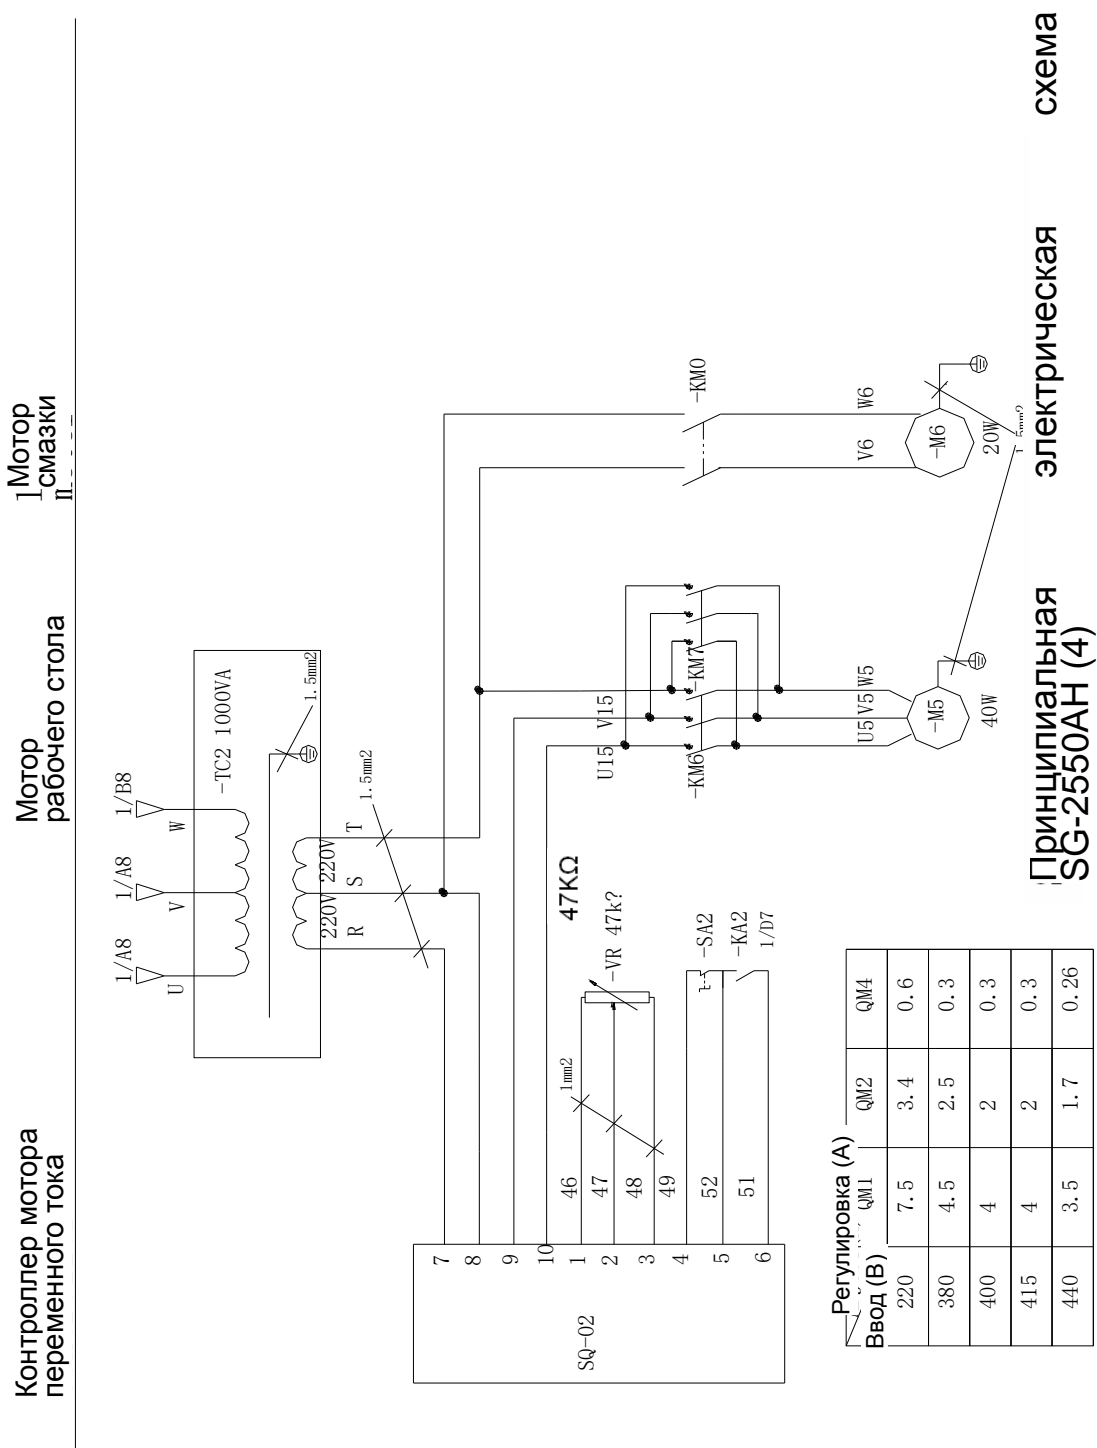 Контроллер мотора
переменного тока
Мотор
рабочего стола
Мотор
смазки
1/A8
1/A8
1/B8
U
V
W
-TC2 1000VA
1.5mm2
220V 220V
R
S
T
1.5mm2
SQ-02
7
8
9
10
1
2
3
4
5
6
46
47
48
49
52
51
1mm2
-VR 47k?
47KΩ
-SA2
-KA2
1/D7
U15
V15
-KM6
-KM7
-KM0
U5
V5
W5
V6
W6
-M5
40W
-M6
20W
Регулировка (А)
Ввод (В)
QM1 QM2 QM4
220 7.5 3.4 0.6
380 4.5 2.5 0.3
400 4 2 0.3
415 4 2 0.3
440 3.5 1.7 0.26
Принципиальная электрическая схема
SG-2550AH (4)